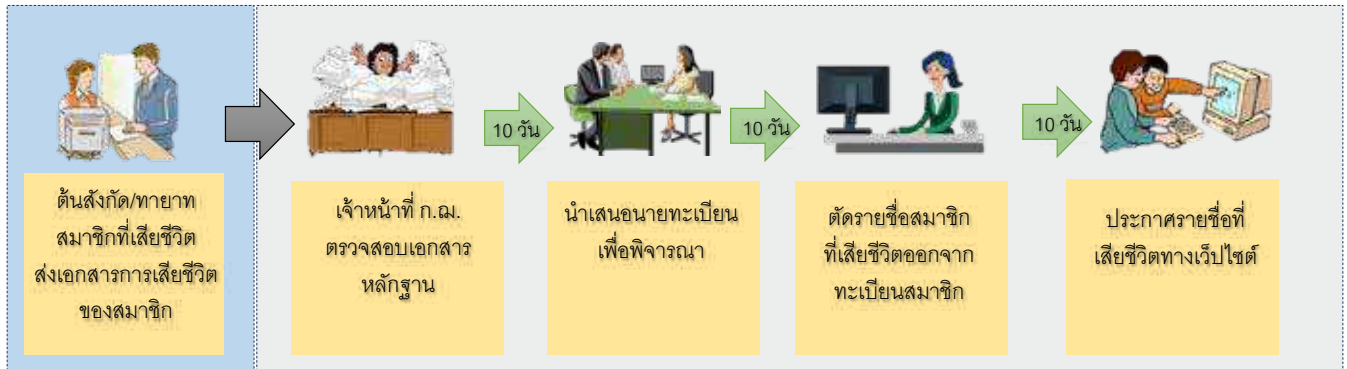 10 วัน
10 วัน
10 วัน
ต้นสังกัด/ทายาท
สมาชิกที่เสียชีวิต
ส่งเอกสารการเสียชีวิต
ของสมาชิก
เจ้าหน้าที่ ก.ฌ.
ตรวจสอบเอกสาร
หลักฐาน
นำเสนอนายทะเบียน
เพื่อพิจารณา
ตัดรายชื่อสมาชิก
ที่เสียชีวิตออกจาก
ทะเบียนสมาชิก
ประกาศรายชื่อที่
เสียชีวิตทางเว็ปไซต์